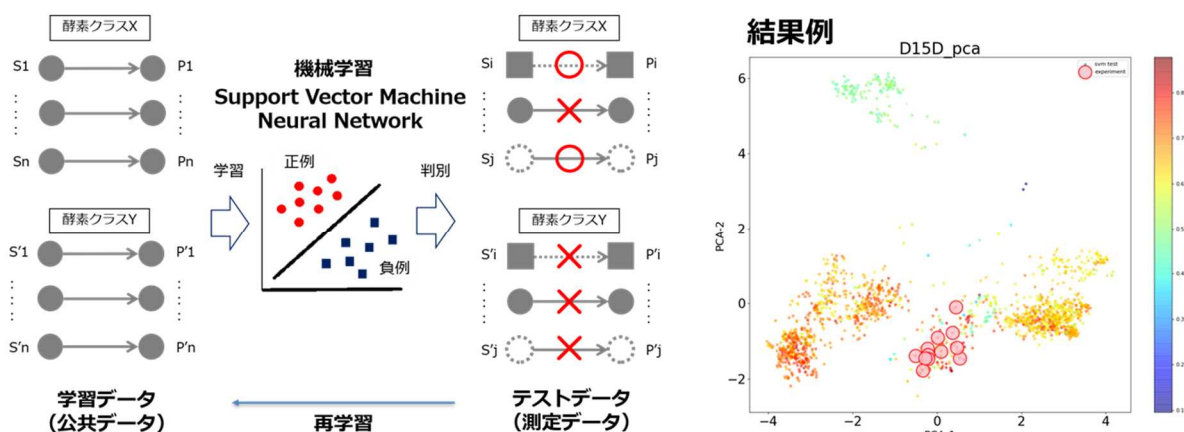 酵素クラスX
S1
P1
Sn
Pn
酵素クラスY
S'1
P'1
S'n
P'n
学習データ
(公共データ)
機械学習
Support Vector Machine
Neural Network
学習
正例
負例
判別
再学習
酵素クラスX
Si
Pi
Sj
Pj
酵素クラスY
S'i
P'i
S'j
P'j
テストデータ
(測定データ)
結果例
D15D_pca
svm test
experiment
PCA-2
6
4
2
0
−2
−4
−2
0
2
4
0.8
0.7
0.6
0.5
0.4
0.3
0.2
0.1